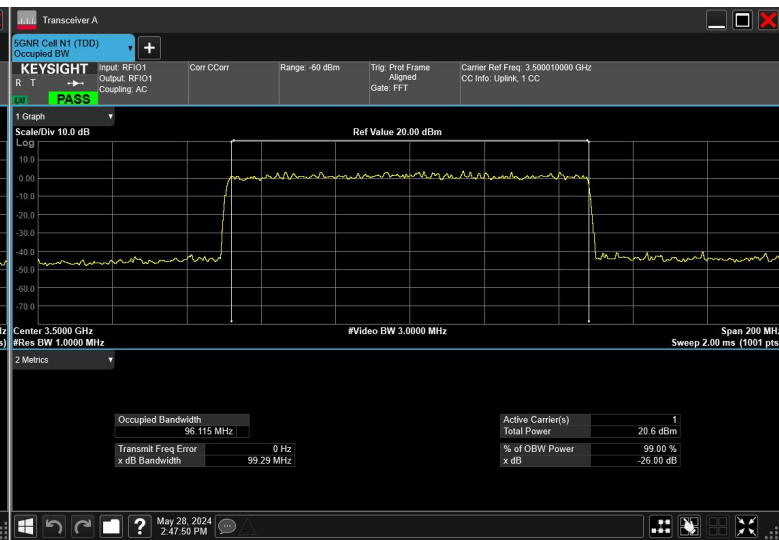 Transceiver A
5GNR Cell N1 (TDD)
Occupied BW
KEYSIGHT
R T
LXI
PASS
Input: RFIO1
Output: RFIO1
Coupling: AC
Corr CCorr
Range: -60 dBm
Trig: Prot Frame
Aligned
Gate: FFT
Carrier Ref Freq: 3.500010000 GHz
CC Info: Uplink, 1 CC
1 Graph
Scale/Div 10.0 dB
Ref Value 20.00 dBm
Log
10.0
0.00
-10.0
-20.0
-30.0
-40.0
-50.0
-60.0
-70.0
Center 3.5000 GHz
#Video BW 3.0000 MHz
Span 200 MHz
#Res BW 1.0000 MHz
Sweep 2.00 ms (1001 pts
2 Metrics
Occupied Bandwidth
96.115 MHz
Transmit Freq Error 0 Hz
x dB Bandwidth 99.29 MHz
Active Carrier(s) 1
Total Power 20.6 dBm
% of OBW Power 99.00 %
x dB -26.00 dB
?
May 28, 2024
2:47:50 PM